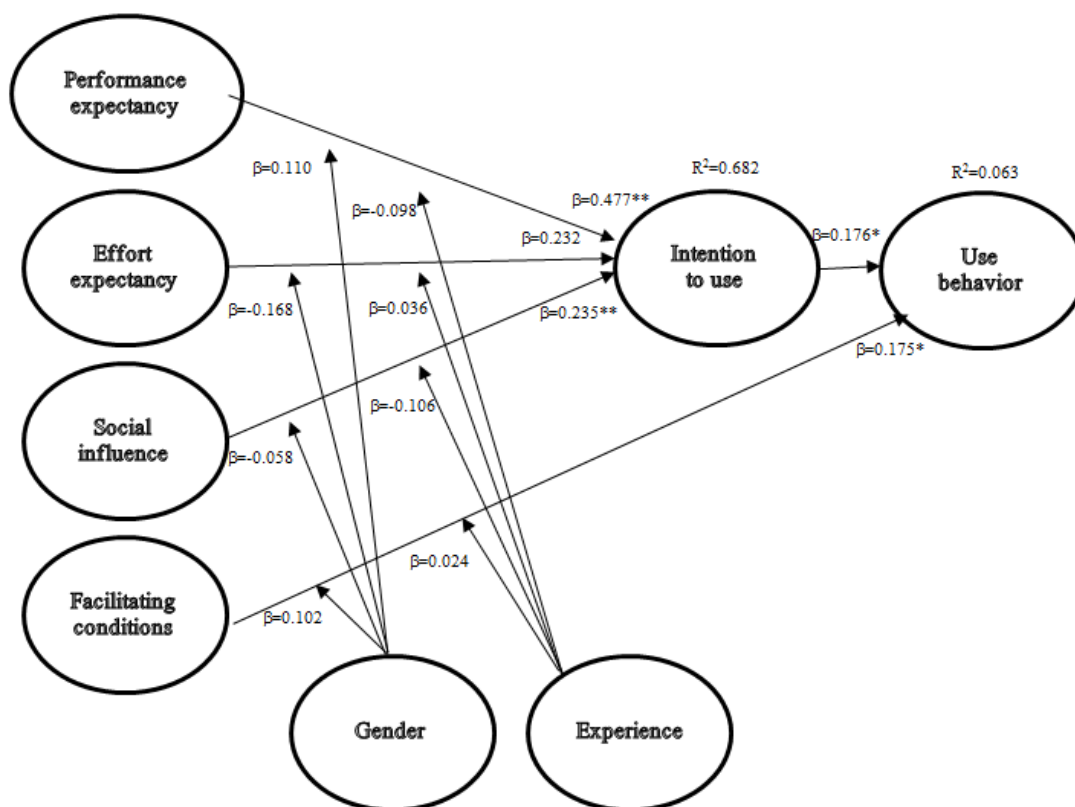 Performance
expectancy
β=0.110
β=-0.098
β=0.477**
R²=0.682
R²=0.063
Effort
expectancy
β=0.232
Intention
to use
β=0.176*
Use
behavior
β=-0.168
β=0.036
β=0.235**
β=0.175*
Social
influence
β=-0.106
β=-0.058
Facilitating
conditions
β=0.024
β=0.102
Gender
Experience